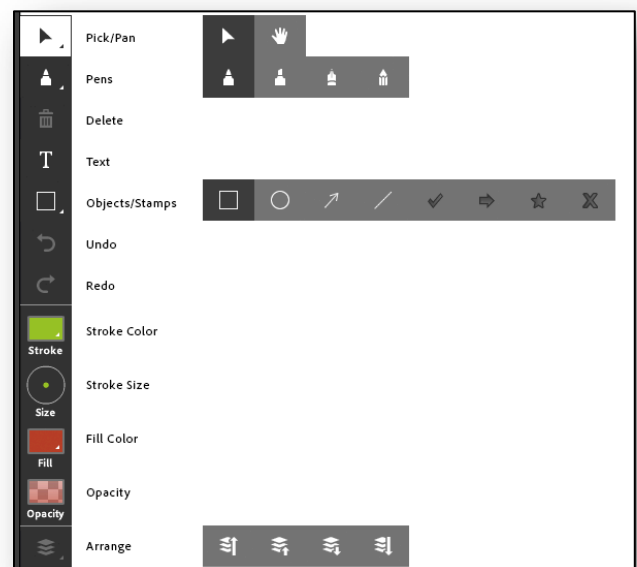 Pick/Pan
Pens
Delete
T
Text
Objects/Stamps
Undo
Redo
Stroke
Stroke Color
Size
Stroke Size
Fill
Fill Color
Opacity
Opacity
Arrange